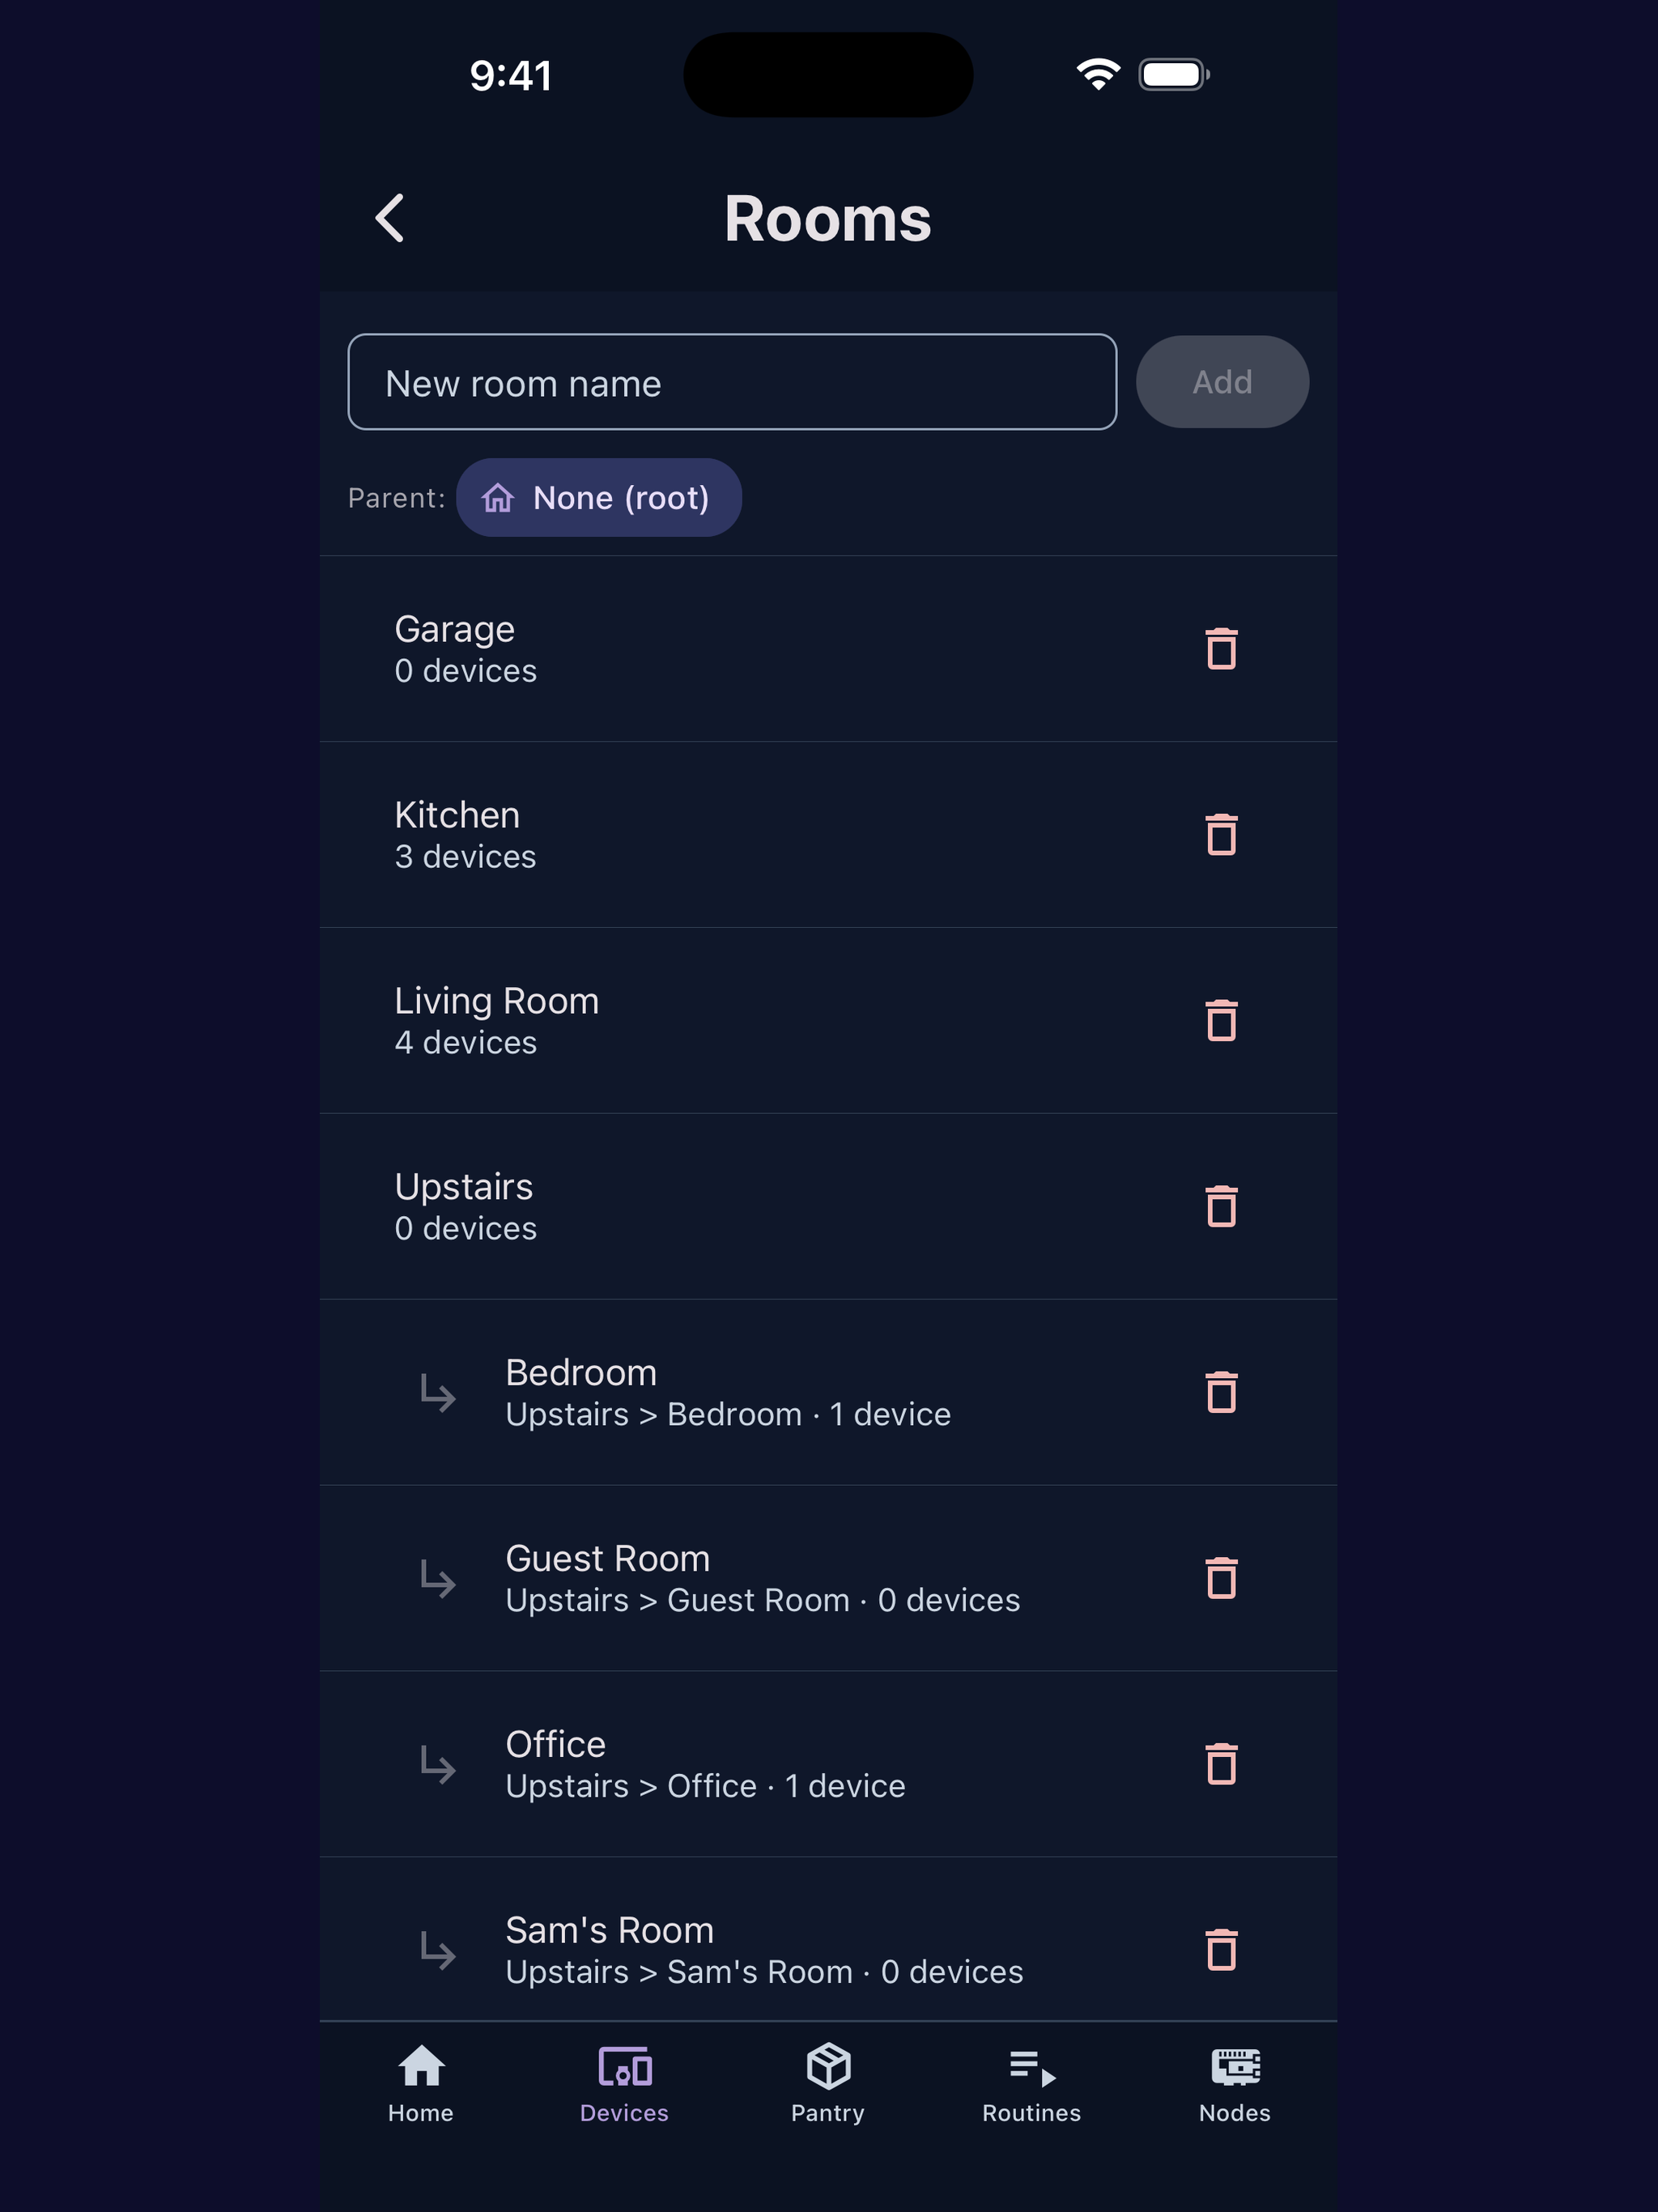 9:41
Rooms
New room name
Add
Parent:
None (root)
Garage
0 devices
Kitchen
3 devices
Living Room
4 devices
Upstairs
0 devices
Bedroom
Upstairs > Bedroom · 1 device
Guest Room
Upstairs > Guest Room · 0 devices
Office
Upstairs > Office · 1 device
Sam's Room
Upstairs > Sam's Room · 0 devices
Home
Devices
Pantry
Routines
Nodes